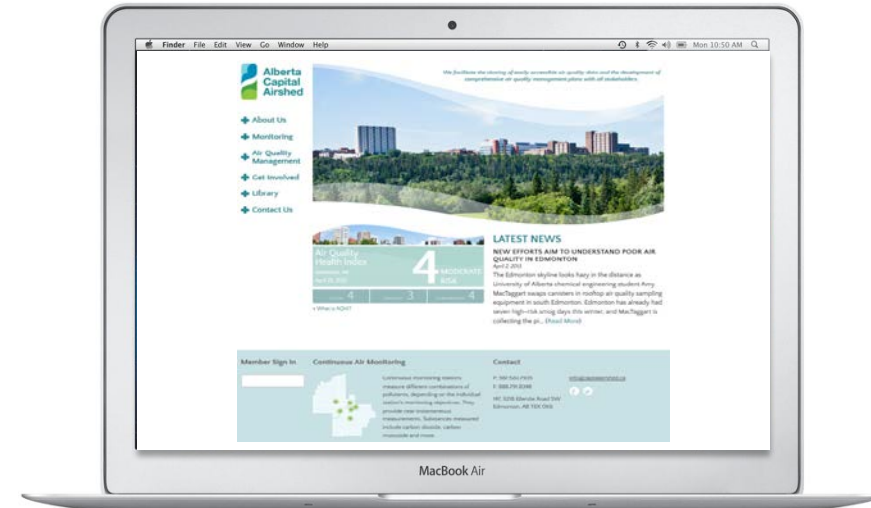 Finder File Edit View Go Window Help
Mon 10:50 AM
Alberta
Capital
Airshed
We facilitate the sharing of easily accessible air quality data and the development of
comprehensive air quality management plans with all stakeholders
About Us
Monitoring
Air Quality
Management
Get Involved
Library
Contact Us
Air Quality
Health Index
4 MODERATE
RISK
4
3
4
What is AQHI?
LATEST NEWS
NEW EFFORTS AIM TO UNDERSTAND POOR AIR
QUALITY IN EDMONTON
April 2, 2013
The Edmonton skyline looks hazy in the distance as
University of Alberta chemical engineering student Amy
MacTaggart swaps canisters in rooftop air quality sampling
equipment in south Edmonton. Edmonton has already had
seven high-risk smog days this winter, and MacTaggart is
collecting the pi... (Read More)
Member Sign In
Continuous Air Monitoring
Continuous monitoring stations
measure different combinations of
pollutants, depending on the individual
station's monitoring objectives. They
provide near instantaneous
measurements. Substances measured
include carbon dioxide, carbon
monoxide and more...
Contact
Edmonton, AB
MacBook Air